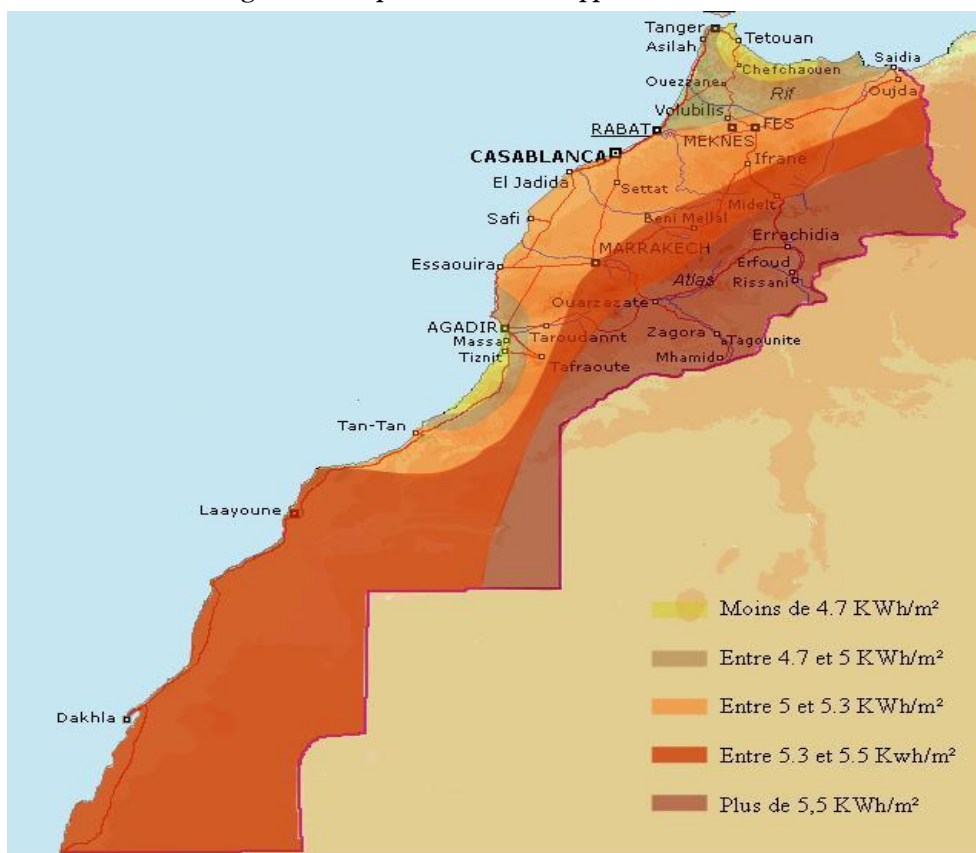 Tanger
Tetouan
Asilah
Chefchaouen
Saidia
Ouezzane
Rif
Oujda
Volubilis
RABAT
FES
MEKNES
CASABLANCA
Ifrane
El Jadida
Settat
Midelt
Safi
Beni Mellal
Errachidia
MARRAKECH
Essaouira
Erfoud
Atlas
Rissani
Ouarzazate
AGADIR
Zagora
Massa
Taroudannt
Tagounite
Tiznit
Mhamid
Tafraoute
Tan-Tan
Laayoune
Dakhla
Moins de 4.7 KWh/m²
Entre 4.7 et 5 KWh/m²
Entre 5 et 5.3 KWh/m²
Entre 5.3 et 5.5 Kwh/m²
Plus de 5,5 KWh/m²